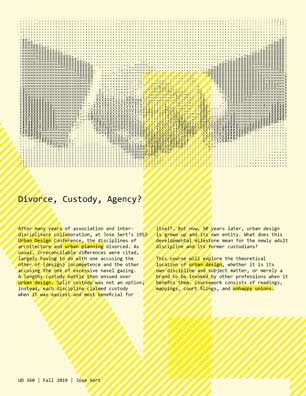 Divorce, Custody, Agency?
After many years of association and inter-
disciplinary collaboration, at Jose Sert's 1953
Urban Design Conference, the disciplines of
architecture and urban planning divorced. As
usual, irreconcilable differences were cited,
largely having to do with one accusing the
other of (design) incompetence and the other
accusing the one of excessive navel gazing.
A lengthy custody battle then ensued over
urban design. Split custody was not an option;
instead, each discipline claimed custody
when it was easiest and most beneficial for
itself. But now, 50 years later, urban design
is grown up and its own entity. What does this
developmental milestone mean for the newly adult
discipline and its former custodians?
This course will explore the theoretical
location of urban design, whether it is its
own discipline and subject matter, or merely a
brand to be invoked by other professions when it
benefits them. Coursework consists of readings,
mappings, court filings, and unhappy unions.
UD 360 | Fall 2019 | Jose Sert